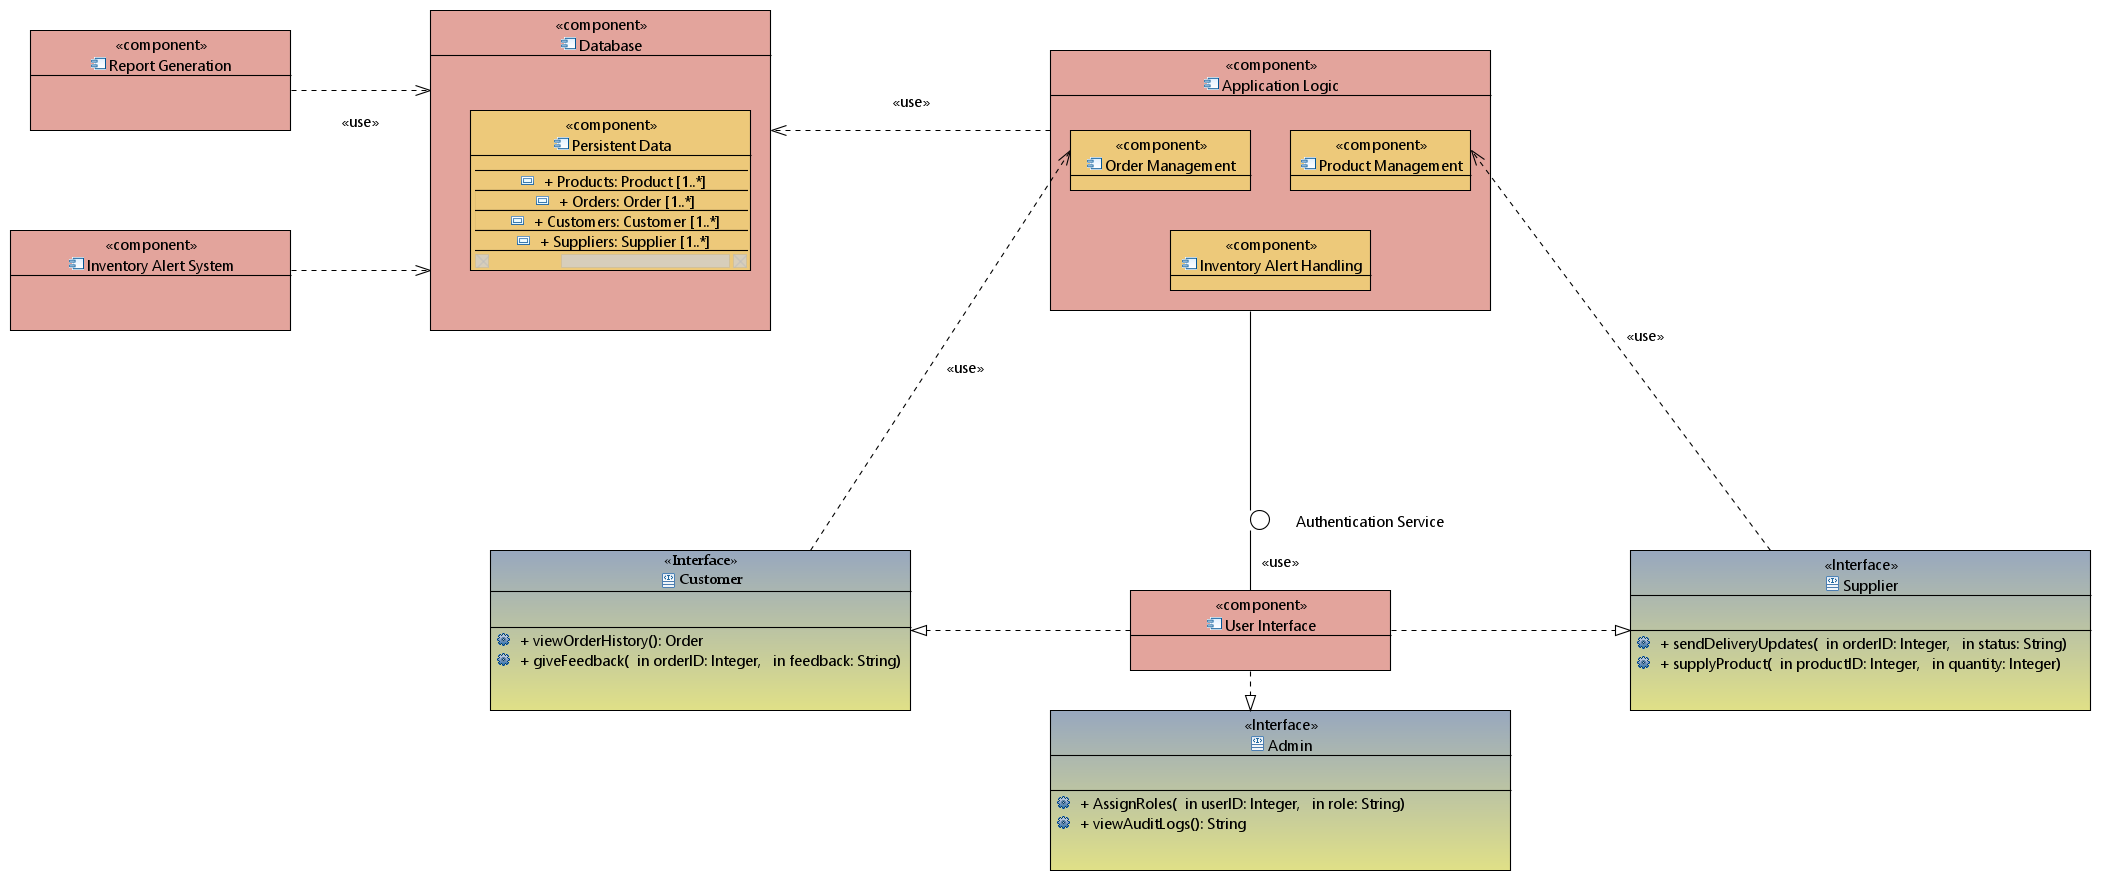 «component»
Report Generation
«use»
«component»
Inventory Alert System
«component»
Database
«component»
Persistent Data
+ Products: Product [1..*]
+ Orders: Order [1..*]
+ Customers: Customer [1..*]
+ Suppliers: Supplier [1..*]
«use»
«component»
Application Logic
«component»
Order Management
«component»
Product Management
«component»
Inventory Alert Handling
«use»
«use»
Authentication Service
«use»
«Interface»
Customer
+ viewOrderHistory(): Order
+ giveFeedback( in orderID: Integer, in feedback: String)
«component»
User Interface
«Interface»
Supplier
+ sendDeliveryUpdates( in orderID: Integer, in status: String)
+ supplyProduct( in productID: Integer, in quantity: Integer)
«Interface»
Admin
+ AssignRoles( in userID: Integer, in role: String)
+ viewAuditLogs(): String